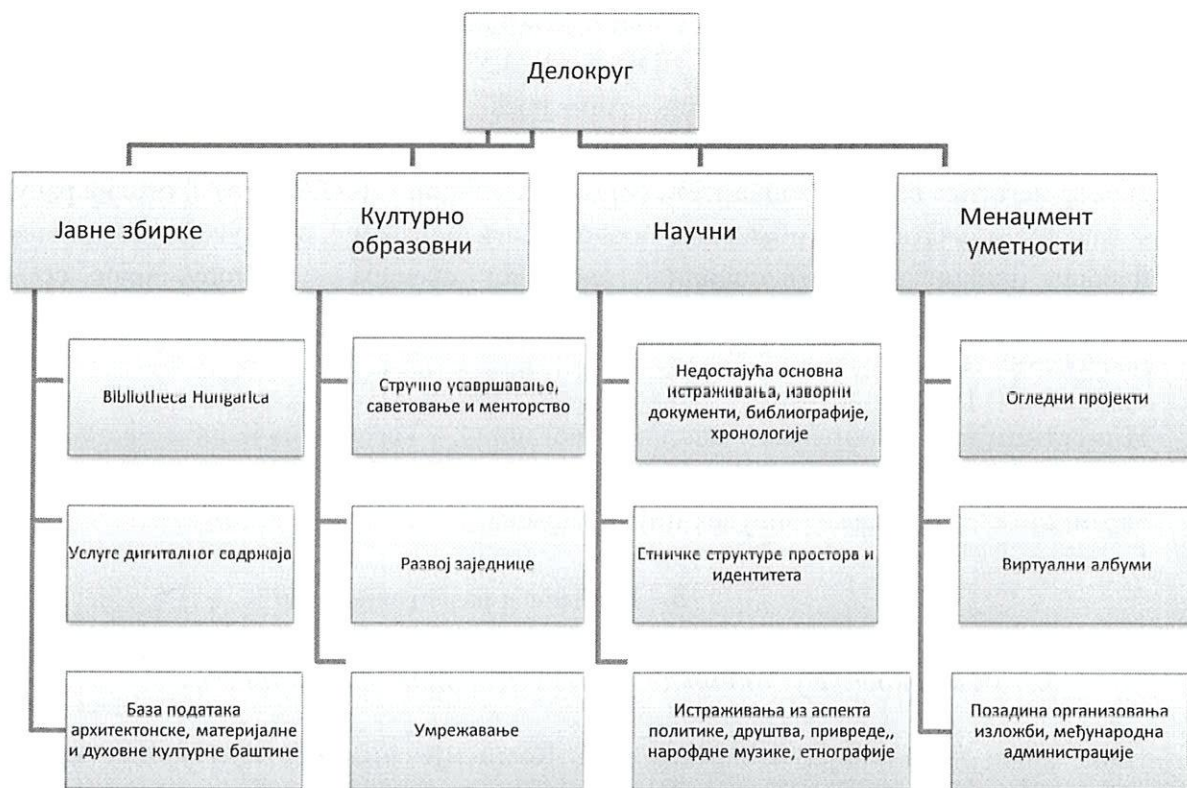 Делокруг
Јавне збирке
Културно
образовни
Научни
Менаџмент
уметности
Bibliotheca Hungarica
Стручно усавршавање,
саветовање и менторство
Недостајућа основна
истраживања, изворни
документи, библиографије,
хронологије
Огледни пројекти
Услуге дигиталног садржаја
Развој заједнице
Етничке структуре простора и
идентитета
Виртуални албуми
База података
архитектонске, материјалне
и духовне културне баштине
Умрежавање
Истраживања из аспекта
политике, друштва, привреде,,
нарофдне музике, етнографије
Позадина организовања
изложби, међународна
администрације